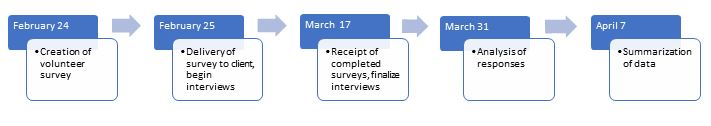 February 24
•Creation of
volunteer
survey
February 25
•Delivery of
survey to client,
begin
interviews
March 17
•Receipt of
completed
surveys, finalize
interviews
March 31
•Analysis of
responses
April 7
•Summarization
of data